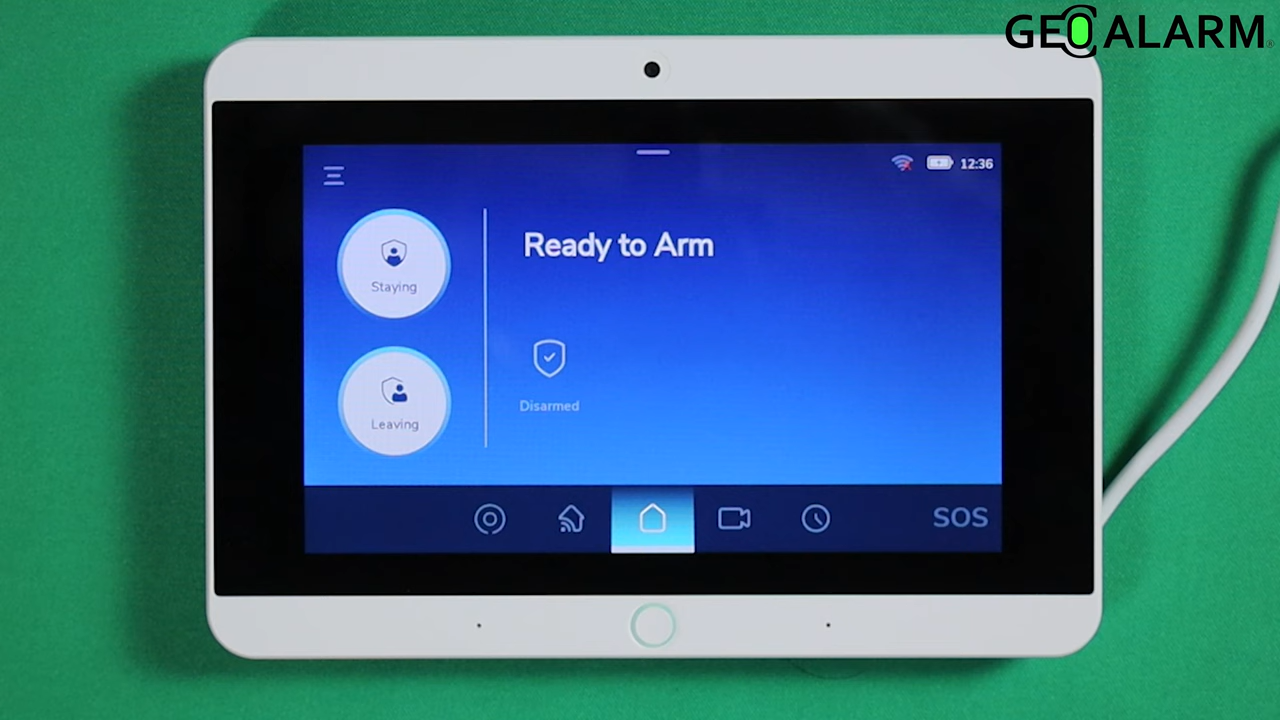 GEOALARM®
12:36
Ready to Arm
Staying
Disarmed
Leaving
SOS